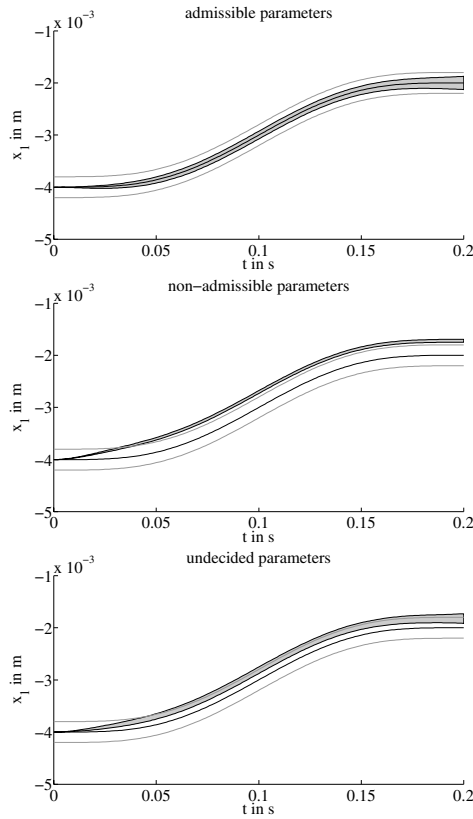 admissible parameters
x 10⁻³
−1
−2
−3
−4
−5
x₁ in m
0 0.05 0.1 0.15 0.2
t in s
non−admissible parameters
x 10⁻³
−1
−2
−3
−4
−5
x₁ in m
0 0.05 0.1 0.15 0.2
t in s
undecided parameters
x 10⁻³
−1
−2
−3
−4
−5
x₁ in m
0 0.05 0.1 0.15 0.2
t in s